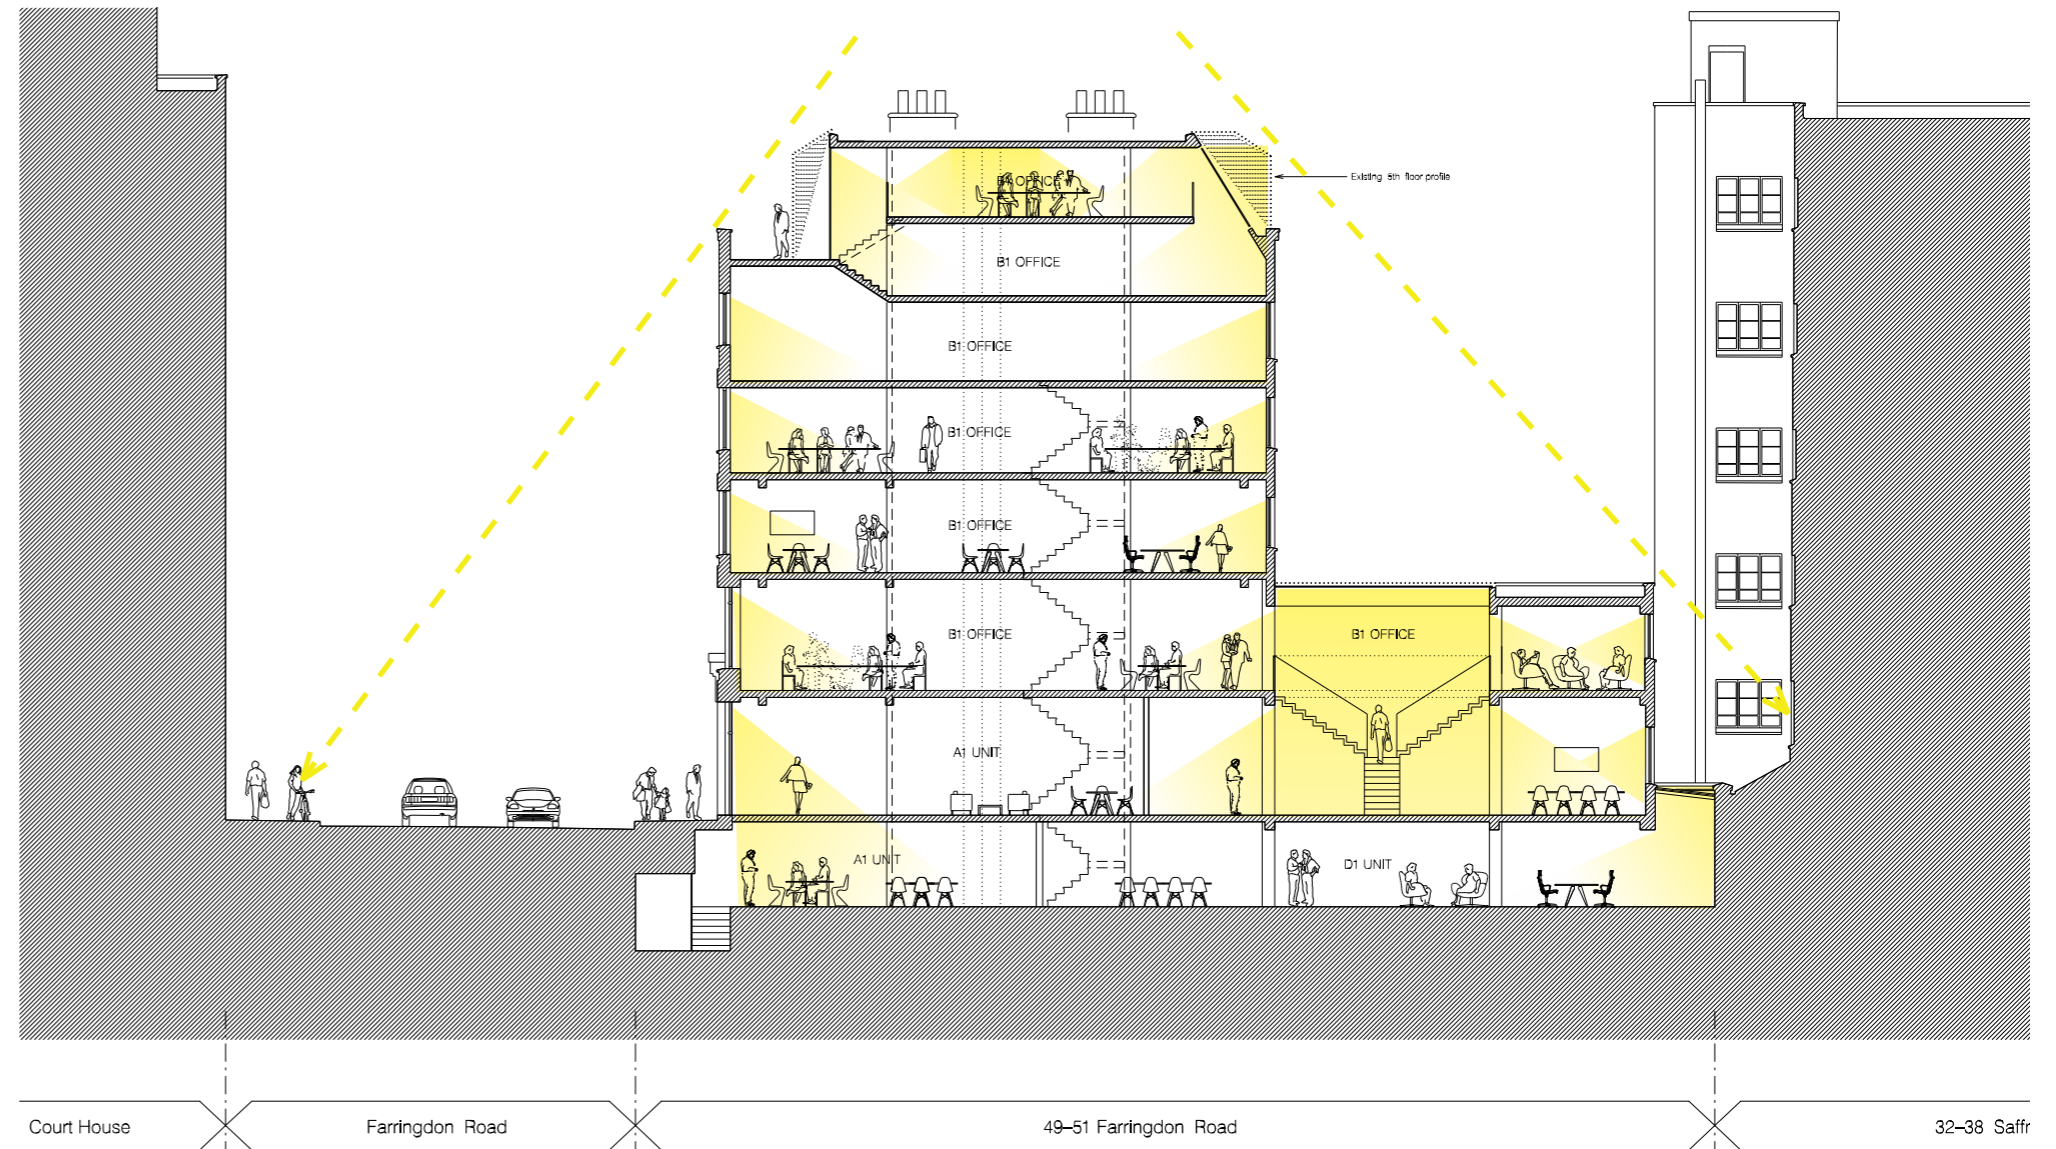 B1 OFFICE
Existing 5th floor profile
B1 OFFICE
B1 OFFICE
B1 OFFICE
B1 OFFICE
B1 OFFICE
B1 OFFICE
A1 UNIT
A1 UNIT
D1 UNIT
Court House
Farringdon Road
49–51 Farringdon Road
32–38 Saffr